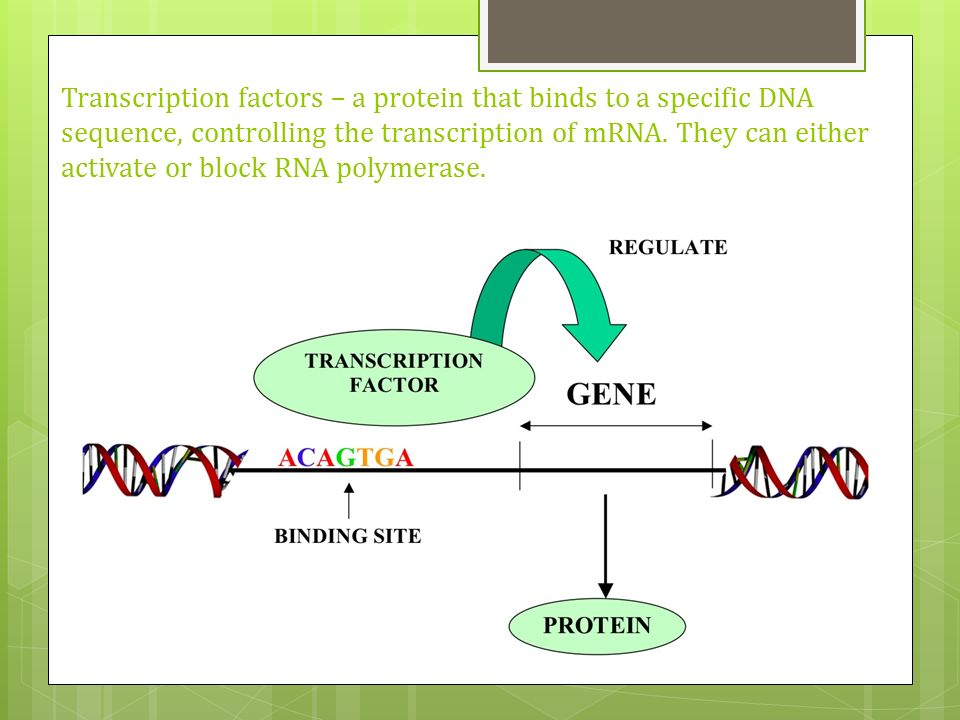 Transcription factors – a protein that binds to a specific DNA
sequence, controlling the transcription of mRNA. They can either
activate or block RNA polymerase.
REGULATE
TRANSCRIPTION
FACTOR
GENE
ACAGTGA
BINDING SITE
PROTEIN